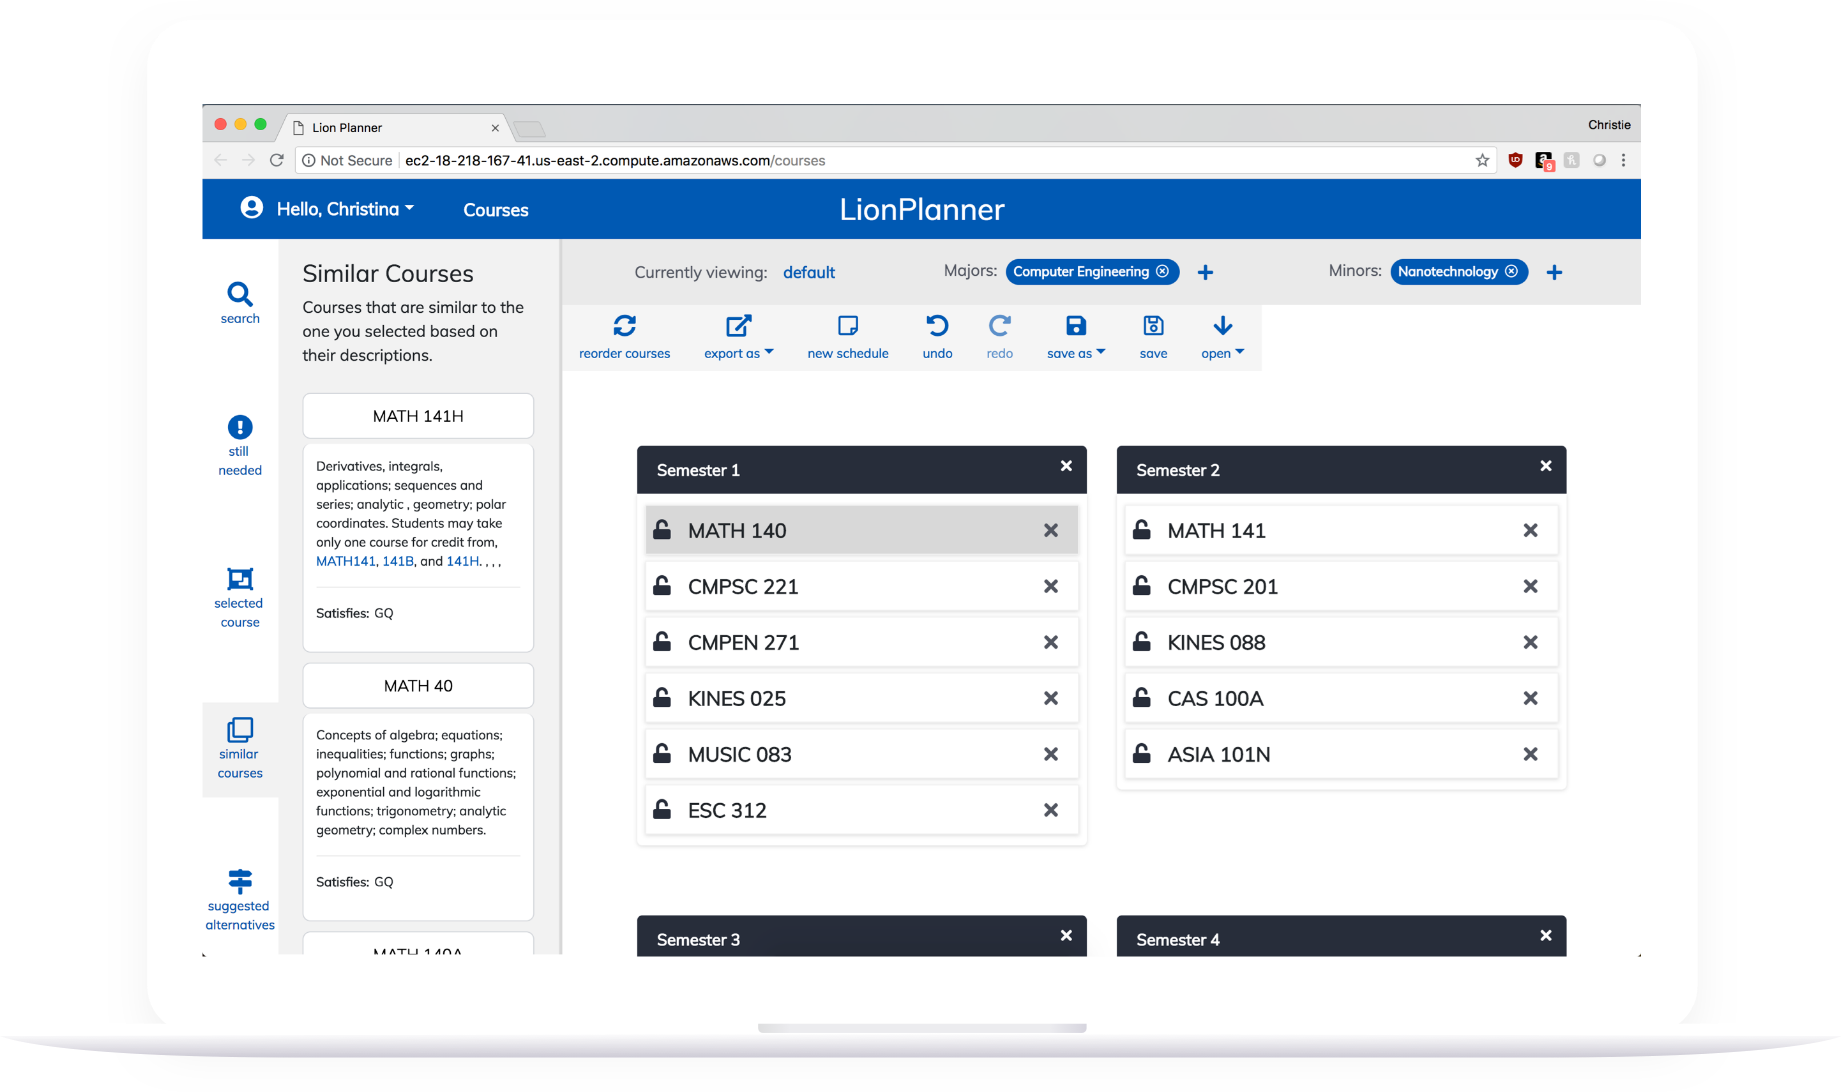 Lion Planner
Christie
Not Secure
ec2-18-218-167-41.us-east-2.compute.amazonaws.com/courses
9
Hello, Christina
Courses
LionPlanner
search
still
needed
selected
course
similar
courses
suggested
alternatives
Similar Courses
Courses that are similar to the
one you selected based on
their descriptions.
MATH 141H
Derivatives, integrals,
applications; sequences and
series; analytic , geometry; polar
coordinates. Students may take
only one course for credit from,
MATH141, 141B, and 141H. , , ,
Satisfies: GQ
MATH 40
Concepts of algebra; equations;
inequalities; functions; graphs;
polynomial and rational functions;
exponential and logarithmic
functions; trigonometry; analytic
geometry; complex numbers.
Satisfies: GQ
MATH 140A
Currently viewing: default
Majors: Computer Engineering
Minors: Nanotechnology
reorder courses
export as
new schedule
undo
redo
save as
save
open
Semester 1
MATH 140
CMPSC 221
CMPEN 271
KINES 025
MUSIC 083
ESC 312
Semester 2
MATH 141
CMPSC 201
KINES 088
CAS 100A
ASIA 101N
Semester 3
Semester 4